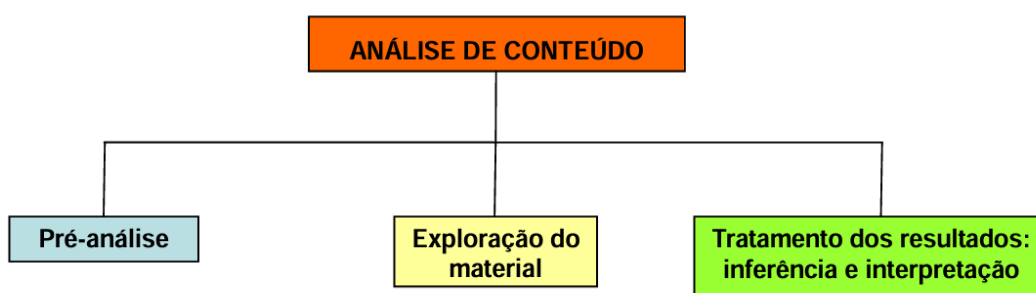 ANÁLISE DE CONTEÚDO
Pré-análise
Exploração do
material
Tratamento dos resultados:
inferência e interpretação